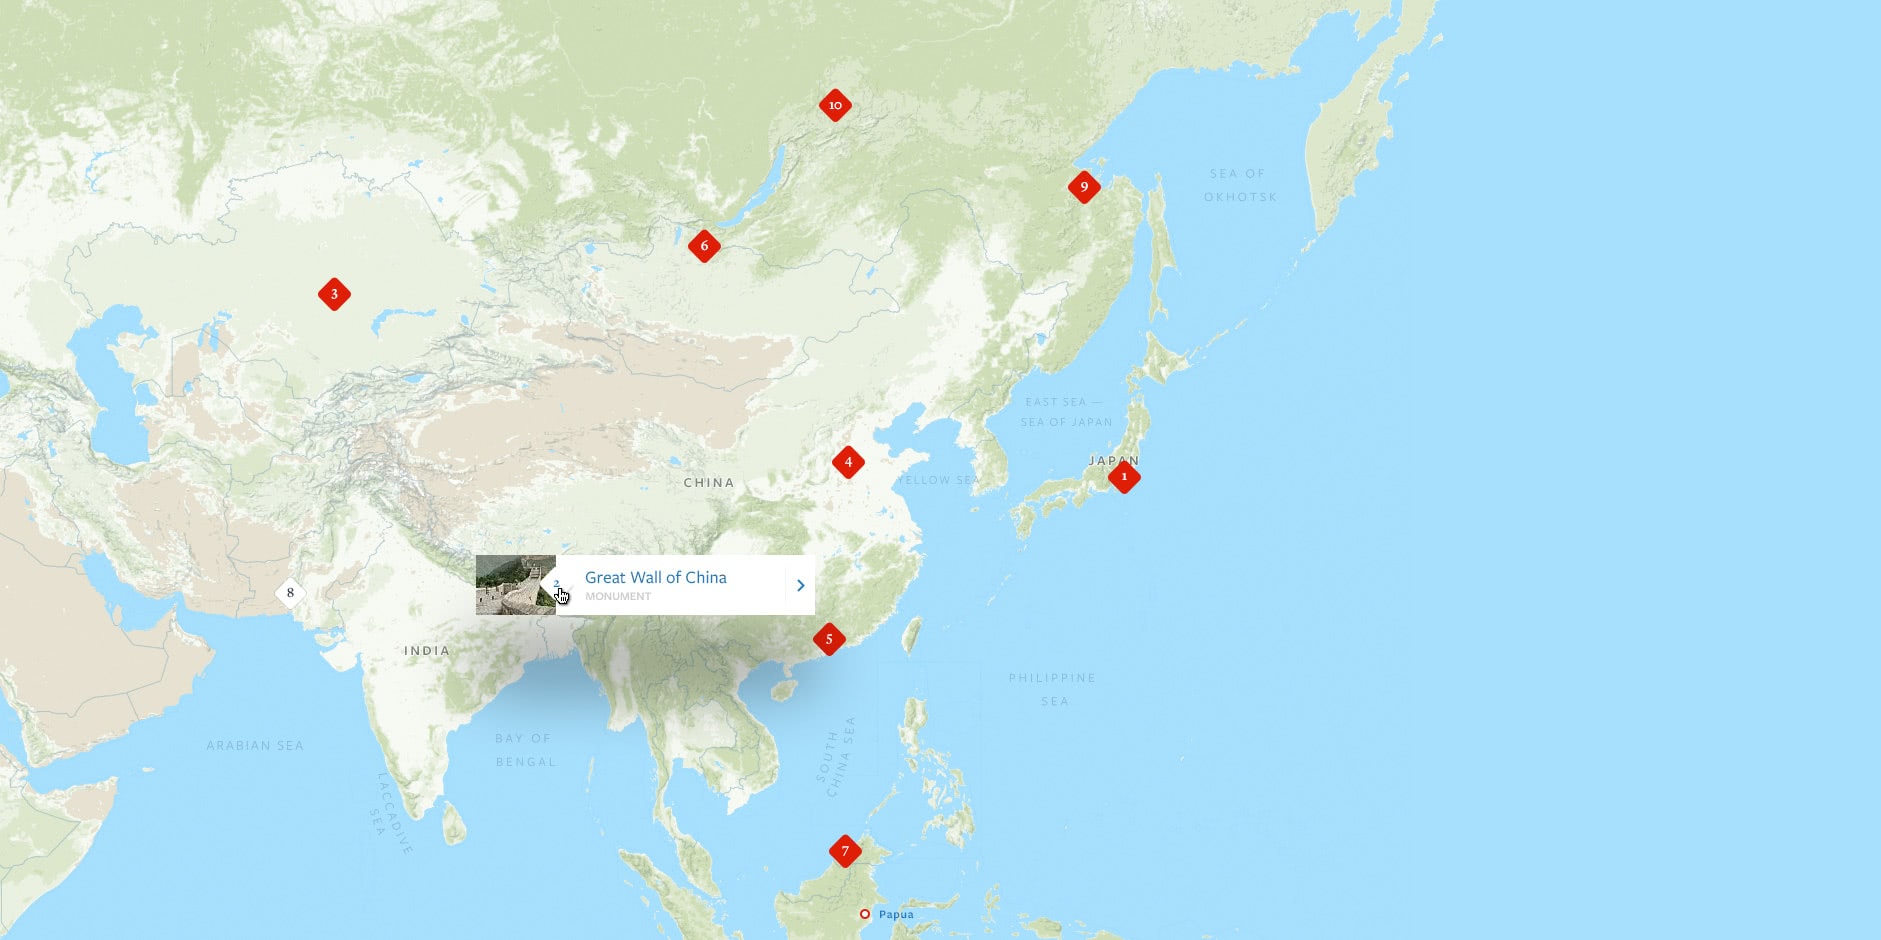 10
SEA OF
OKHOTSK
9
6
3
EAST SEA —
SEA OF JAPAN
JAPAN
4
1
YELLOW SEA
CHINA
2
Great Wall of China
MONUMENT
8
5
INDIA
PHILIPPINE
SEA
ARABIAN SEA
BAY OF
BENGAL
SOUTH
CHINA SEA
LACCADIVE
SEA
7
Papua